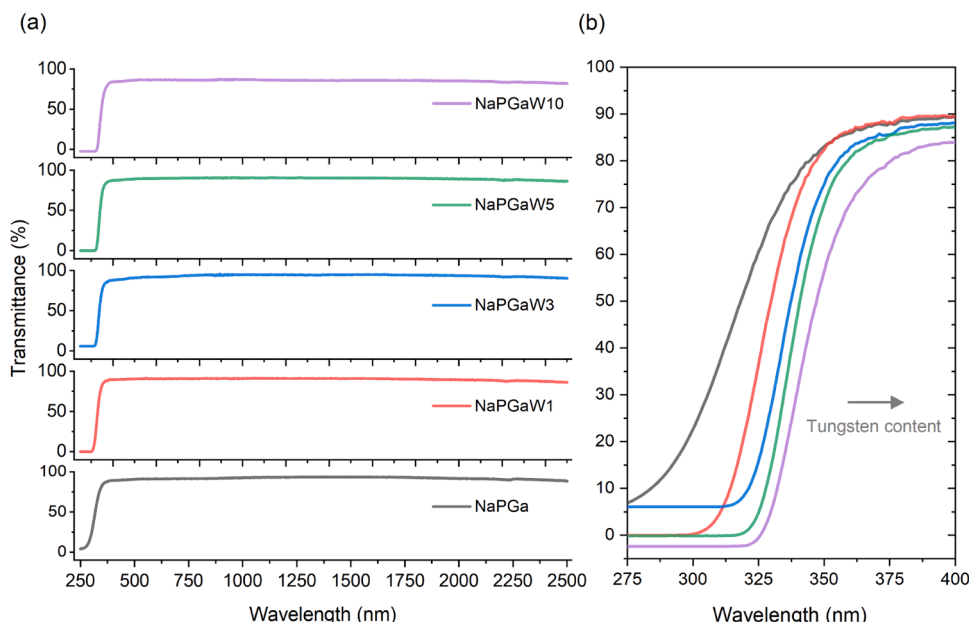 (a)
(b)
Transmittance (%)
100
50
0
NaPGaW10
100
50
0
NaPGaW5
100
50
0
NaPGaW3
100
50
0
NaPGaW1
100
50
0
NaPGa
250 500 750 1000 1250 1500 1750 2000 2250 2500
Wavelength (nm)
100
90
80
70
60
50
40
30
20
10
0
Tungsten content
275 300 325 350 375 400
Wavelength (nm)